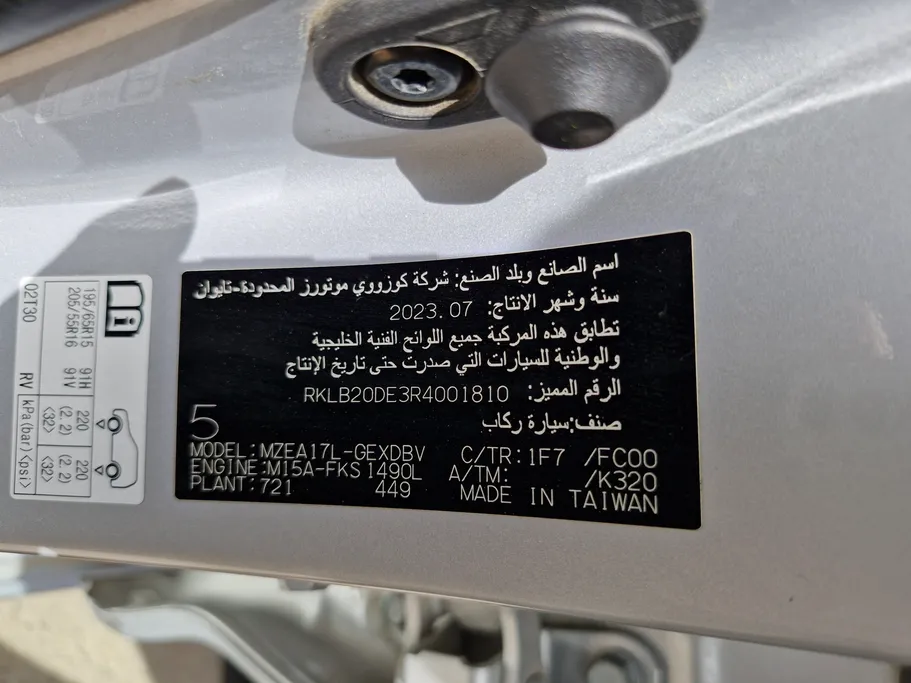 اسم الصانع وبلد الصنع: شركة كوزووي موتورز المحدودة-تايوان
سنة وشهر الانتاج: 2023.07
تطابق هذه المركبة جميع اللوائح الفنية الخليجية
والوطنية للسيارات التي صدرت حتى تاريخ الإنتاج
الرقم المميز: RKLB20DE3R4001810
صنف:سيارة ركاب
5
MODEL:MZEA17L-GEXDBV C/TR:1F7 /FC00
ENGINE:M15A-FKS 1490L A/TM: /K320
PLANT:721 449 MADE IN TAIWAN
195/65R15 91H 220 (2.2) <32> 220 (2.2) <32>
205/55R16 91V
02T30 RV kPa(bar) <psi>